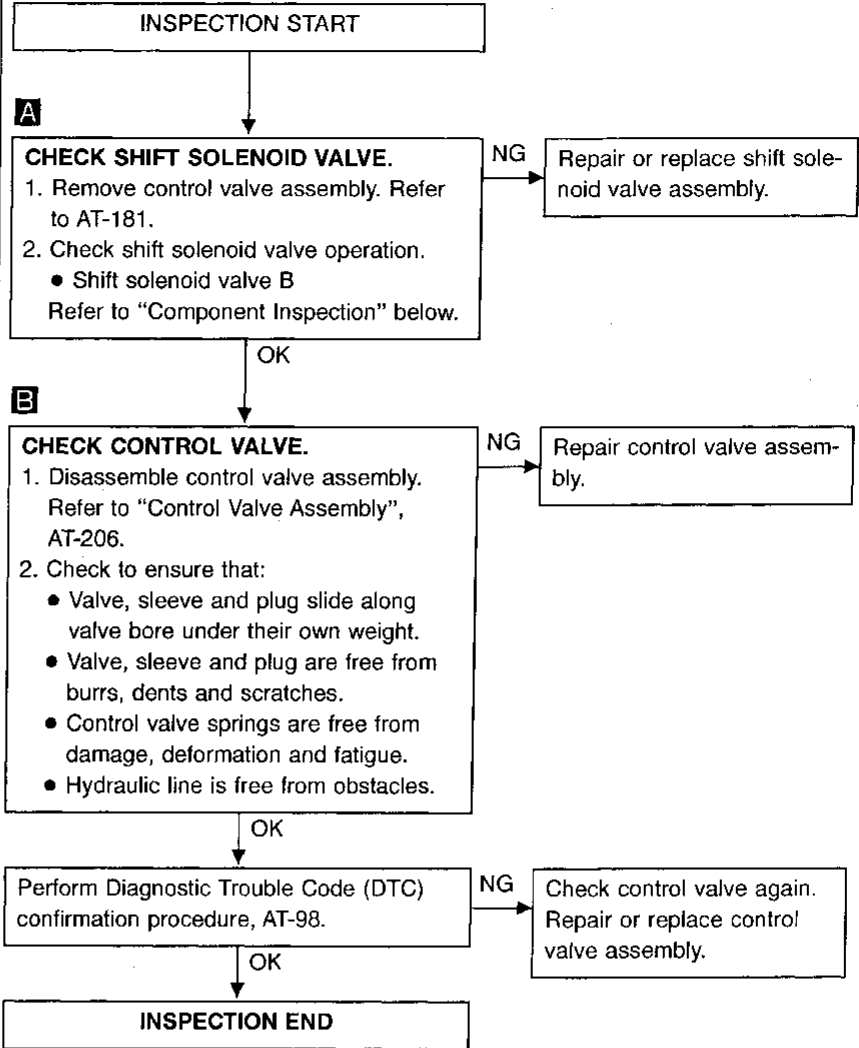 INSPECTION START
A
CHECK SHIFT SOLENOID VALVE.
1. Remove control valve assembly. Refer
to AT-181.
2. Check shift solenoid valve operation.
● Shift solenoid valve B
Refer to “Component Inspection” below.
NG
Repair or replace shift sole-
noid valve assembly.
OK
B
CHECK CONTROL VALVE.
1. Disassemble control valve assembly.
Refer to “Control Valve Assembly”,
AT-206.
2. Check to ensure that:
● Valve, sleeve and plug slide along
valve bore under their own weight.
● Valve, sleeve and plug are free from
burrs, dents and scratches.
● Control valve springs are free from
damage, deformation and fatigue.
● Hydraulic line is free from obstacles.
NG
Repair control valve assem-
bly.
OK
Perform Diagnostic Trouble Code (DTC)
confirmation procedure, AT-98.
NG
Check control valve again.
Repair or replace control
valve assembly.
OK
INSPECTION END